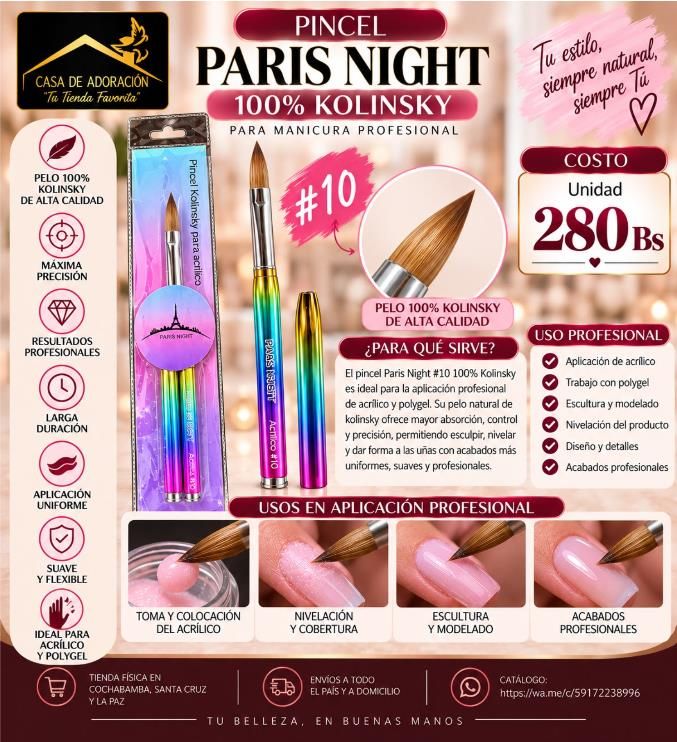 CASA DE ADORACIÓN
"Tu Tienda Favorita"
PINCEL
PARIS NIGHT
100% KOLINSKY
PARA MANICURA PROFESIONAL
Tu estilo,
siempre natural,
siempre Tú
PELO 100%
KOLINSKY
DE ALTA CALIDAD
MÁXIMA
PRECISIÓN
RESULTADOS
PROFESIONALES
LARGA
DURACIÓN
APLICACIÓN
UNIFORME
SUAVE
Y FLEXIBLE
IDEAL PARA
ACRÍLICO
Y POLYGEL
Pincel Kolinsky para acrílico
PARIS NIGHT
PARIS NIGHT
Acrílico #10
#10
PELO 100% KOLINSKY
DE ALTA CALIDAD
COSTO
Unidad
280 Bs
¿PARA QUÉ SIRVE?
El pincel Paris Night #10 100% Kolinsky
es ideal para la aplicación profesional
de acrílico y polygel. Su pelo natural de
kolinsky ofrece mayor absorción, control
y precisión, permitiendo esculpir, nivelar
y dar forma a las uñas con acabados más
uniformes, suaves y profesionales.
USO PROFESIONAL
Aplicación de acrílico
Trabajo con polygel
Escultura y modelado
Nivelación del producto
Diseño y detalles
Acabados profesionales
USOS EN APLICACIÓN PROFESIONAL
TOMA Y COLOCACIÓN
DEL ACRÍLICO
NIVELACIÓN
Y COBERTURA
ESCULTURA
Y MODELADO
ACABADOS
PROFESIONALES
TIENDA FÍSICA EN
COCHABAMBA, SANTA CRUZ
Y LA PAZ
ENVÍOS A TODO
EL PAÍS Y A DOMICILIO
CATÁLOGO:
https://wa.me/c/59172238996
TU BELLEZA, EN BUENAS MANOS